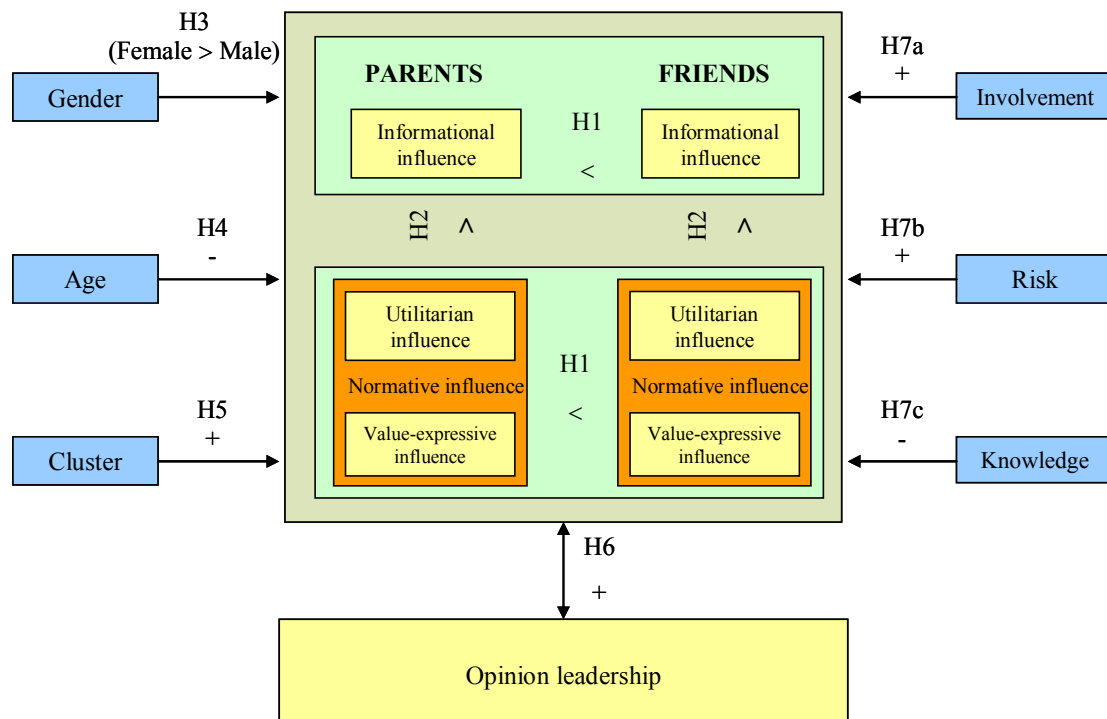 H3
(Female > Male)
Gender
H4
-
Age
H5
+
Cluster
PARENTS
FRIENDS
Informational
influence
H1
<
Informational
influence
H2
<
H2
<
Utilitarian
influence
Normative influence
Value-expressive
influence
H1
<
Utilitarian
influence
Normative influence
Value-expressive
influence
H7a
+
Involvement
H7b
+
Risk
H7c
-
Knowledge
H6
+
Opinion leadership